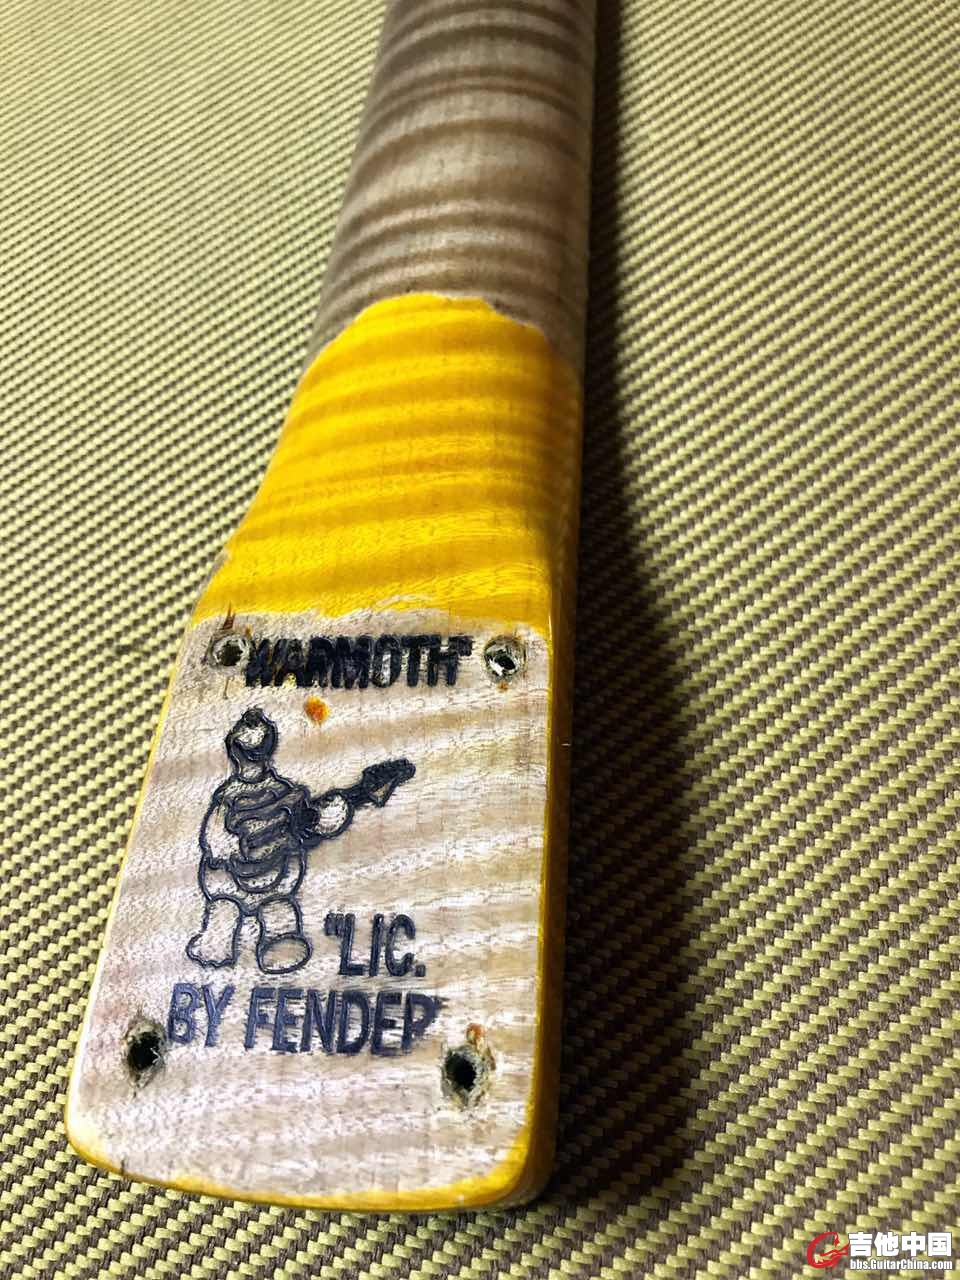 "WARMOTH"
"LIC.
BY FENDER"
吉他中国
bbs.GuitarChina.com